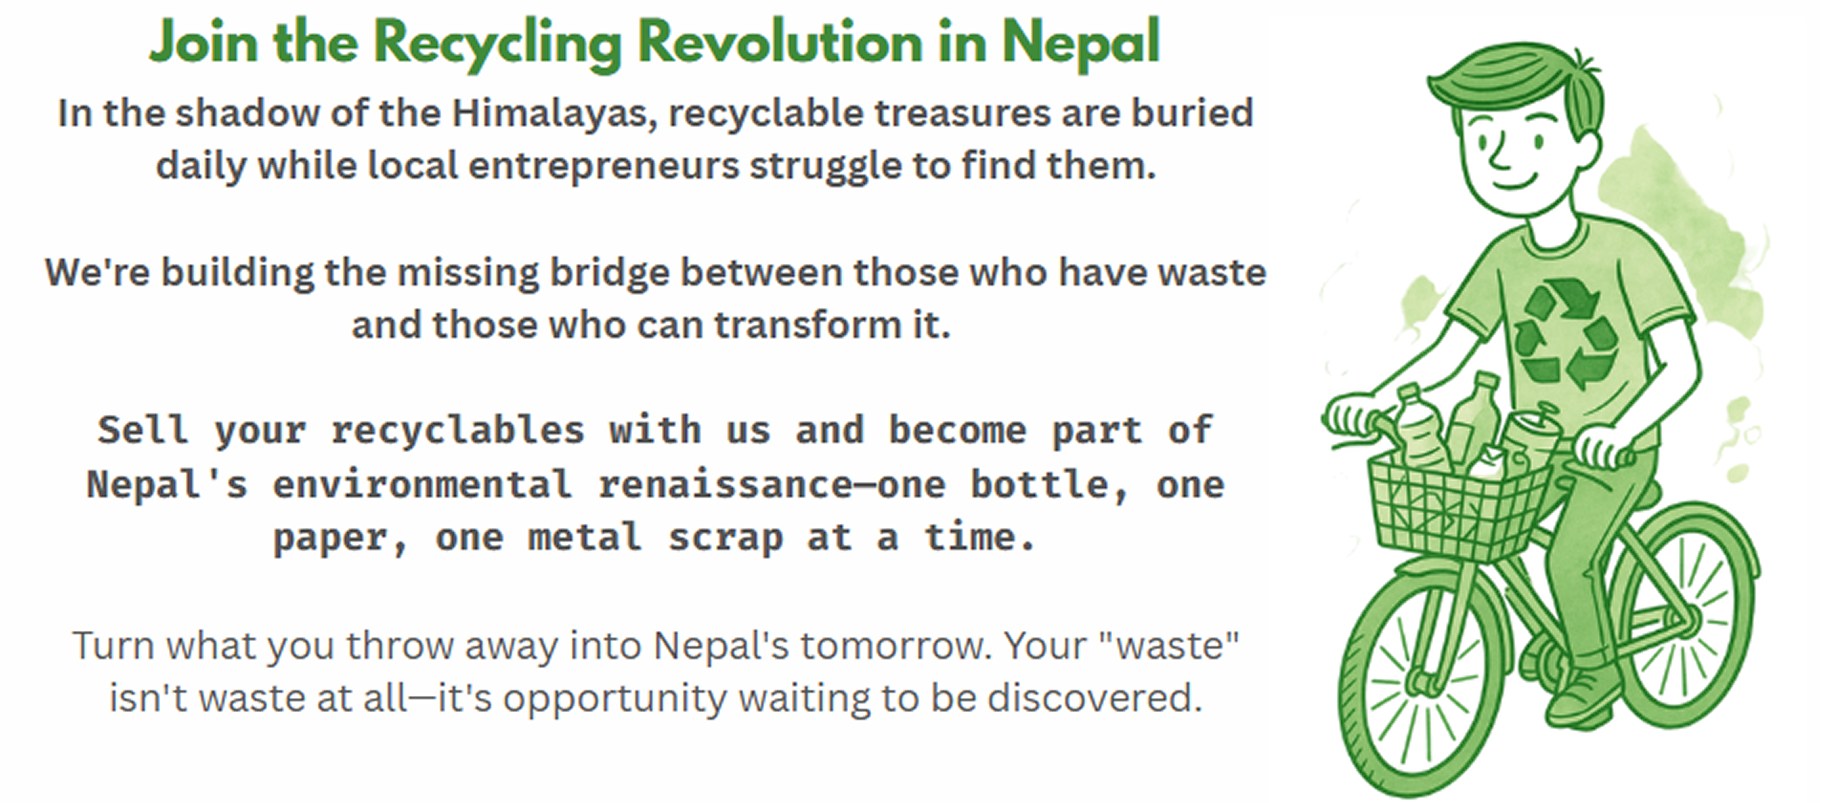 Join the Recycling Revolution in Nepal
In the shadow of the Himalayas, recyclable treasures are buried
daily while local entrepreneurs struggle to find them.
We're building the missing bridge between those who have waste
and those who can transform it.
Sell your recyclables with us and become part of
Nepal's environmental renaissance—one bottle, one
paper, one metal scrap at a time.
Turn what you throw away into Nepal's tomorrow. Your "waste"
isn't waste at all—it's opportunity waiting to be discovered.